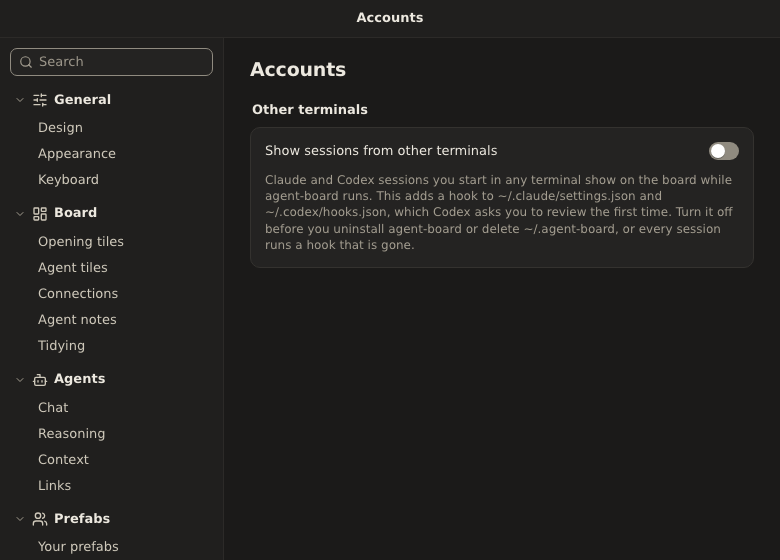 Accounts
Search
General
Design
Appearance
Keyboard
Board
Opening tiles
Agent tiles
Connections
Agent notes
Tidying
Agents
Chat
Reasoning
Context
Links
Prefabs
Your prefabs
Accounts
Other terminals
Show sessions from other terminals
Claude and Codex sessions you start in any terminal show on the board while
agent-board runs. This adds a hook to ~/.claude/settings.json and
~/.codex/hooks.json, which Codex asks you to review the first time. Turn it off
before you uninstall agent-board or delete ~/.agent-board, or every session
runs a hook that is gone.